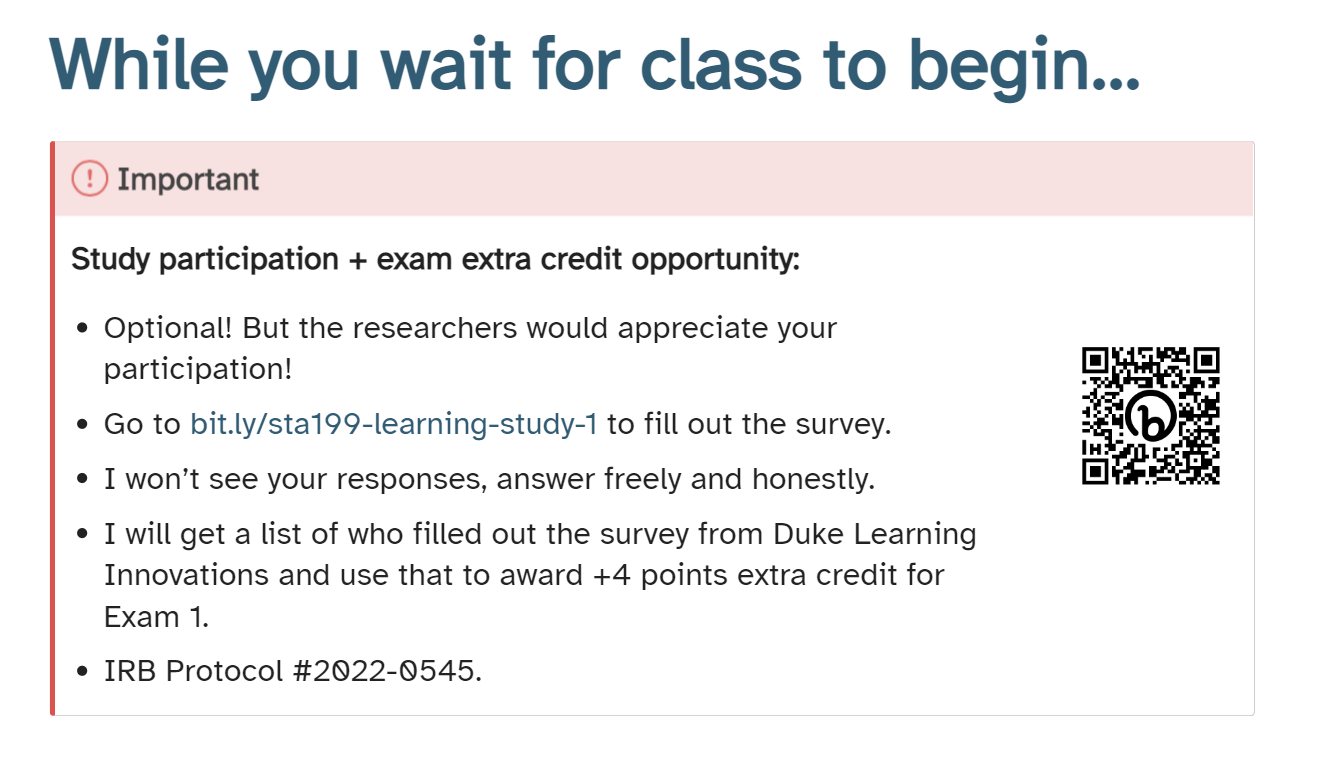 While you wait for class to begin…
Important
Study participation + exam extra credit opportunity:
• Optional! But the researchers would appreciate your
participation!
• Go to bit.ly/sta199-learning-study-1 to fill out the survey.
• I won’t see your responses, answer freely and honestly.
• I will get a list of who filled out the survey from Duke Learning
Innovations and use that to award +4 points extra credit for
Exam 1.
• IRB Protocol #2022-0545.